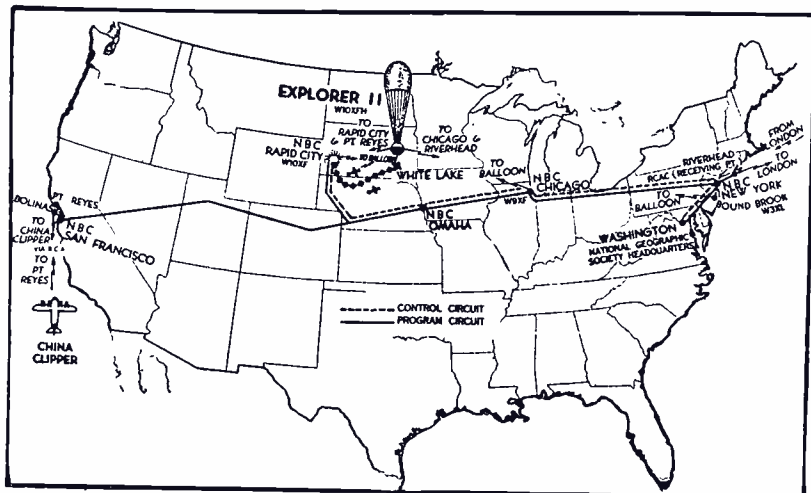 EXPLORER II
W10XFH
TO
RAPID CITY
& PT. REYES
TO
CHICAGO &
RIVERHEAD
NBC
RAPID CITY
W10XF
TO BALLOON
WHITE LAKE
TO
BALLOON
NBC
CHICAGO
W9XF
NBC
OMAHA
RIVERHEAD
RCAC (RECEIVING PT.)
FROM
LONDON
TO
LONDON
NBC
NEW YORK
BOUND BROOK
W3XL
TO
BALLOON
WASHINGTON
NATIONAL GEOGRAPHIC
SOCIETY HEADQUARTERS
PT REYES
BOLINAS
TO
CHINA
CLIPPER
VIA RCA
NBC
SAN FRANCISCO
TO
PT
REYES
CHINA
CLIPPER
CONTROL CIRCUIT
PROGRAM CIRCUIT